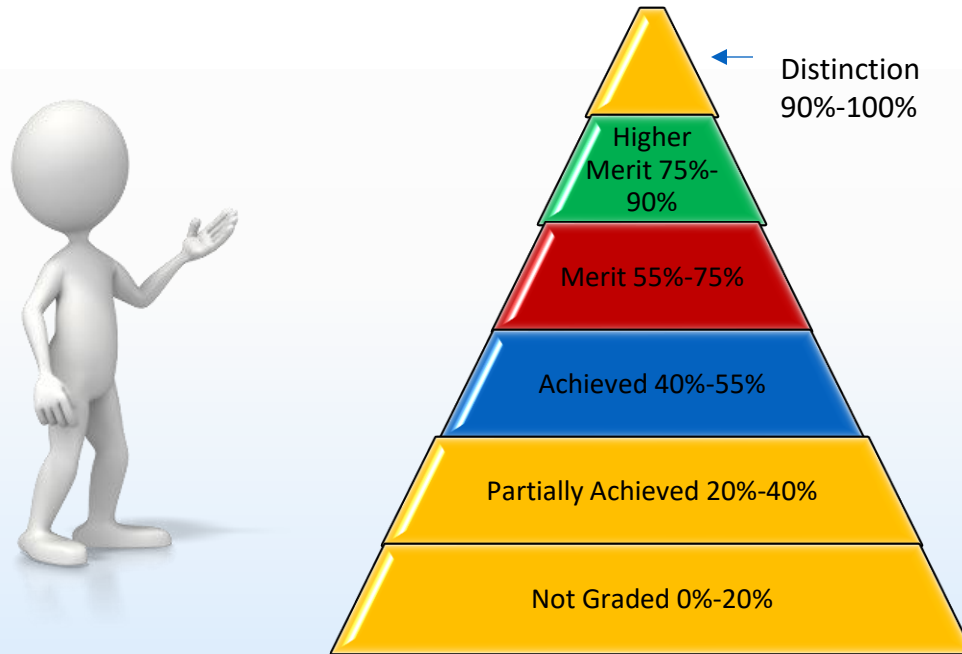 Distinction
90%-100%
Higher
Merit 75%-
90%
Merit 55%-75%
Achieved 40%-55%
Partially Achieved 20%-40%
Not Graded 0%-20%